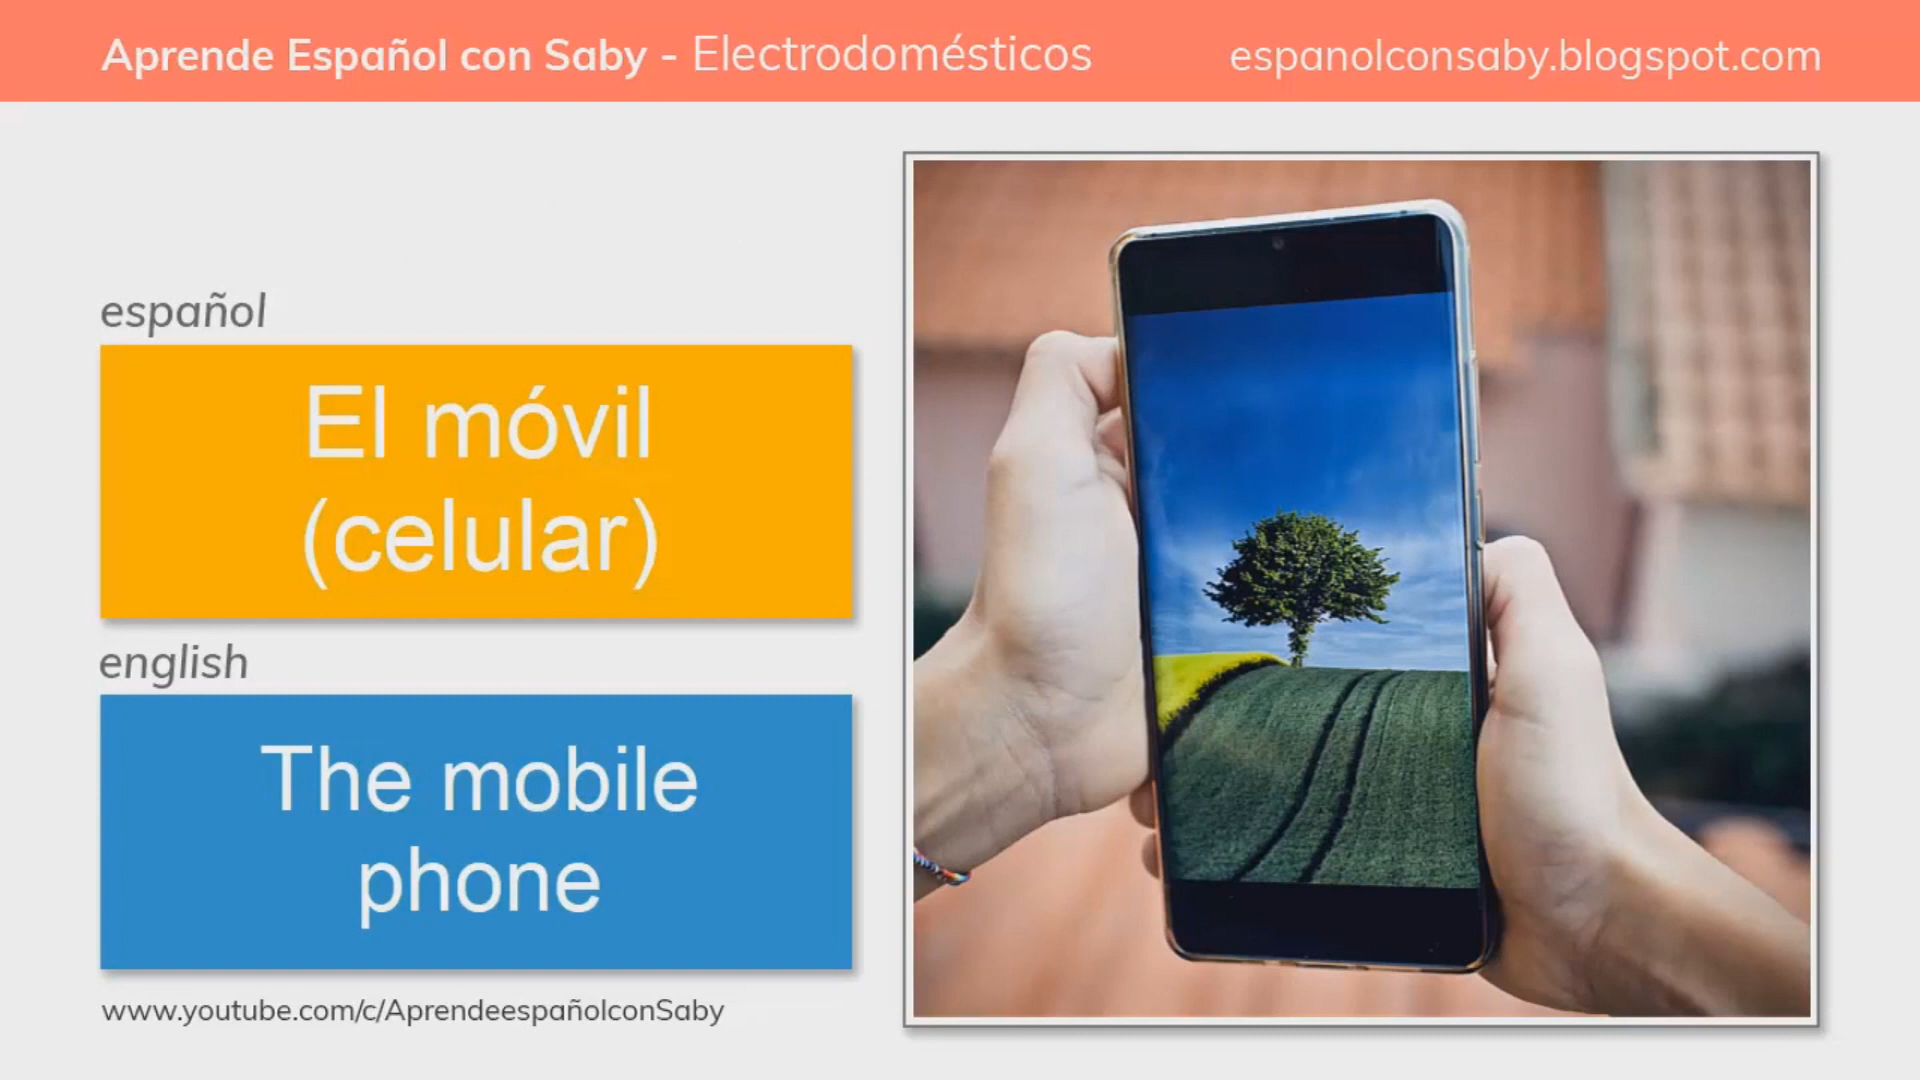 Aprende Español con Saby - Electrodomésticos
espanolconsaby.blogspot.com
español
El móvil
(celular)
english
The mobile
phone
www.youtube.com/c/AprendeespañolconSaby